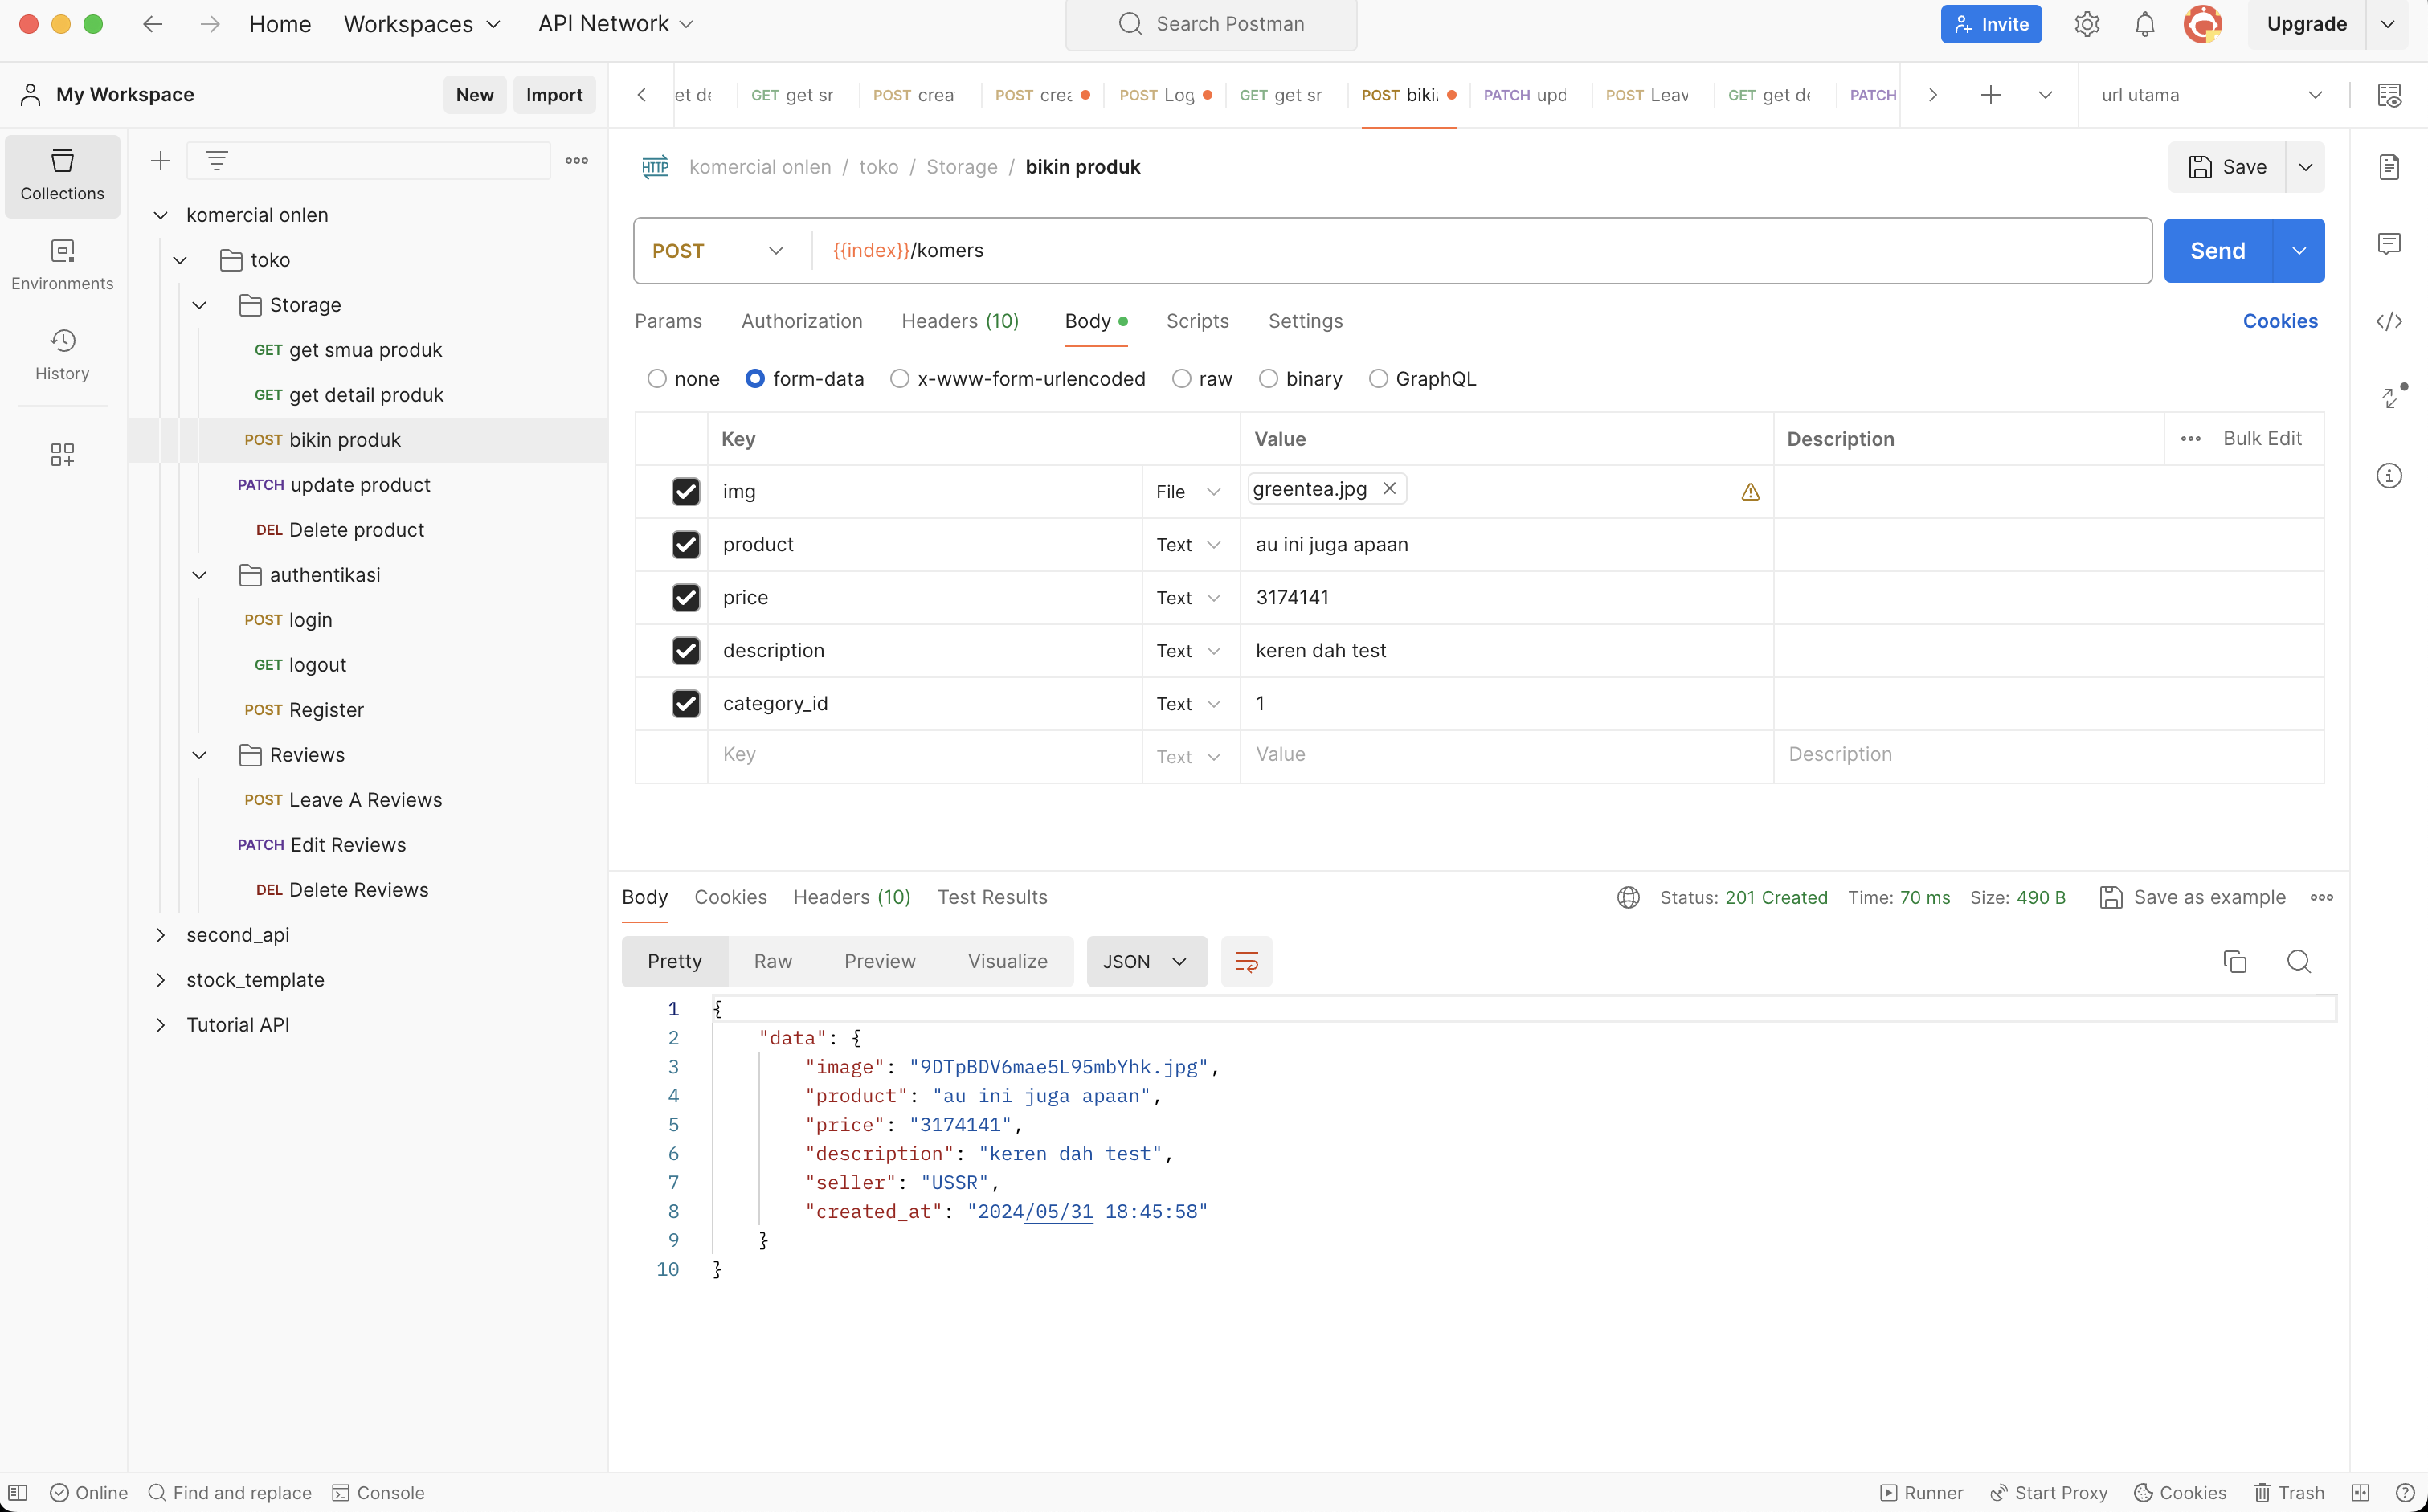 Home Workspaces API Network Search Postman Invite Upgrade
My Workspace New Import
et de GET get sr POST crea POST crea POST Log GET get sr POST biki PATCH upd POST Leav GET get de PATCH url utama
Collections
Environments
History
komercial onlen
toko
Storage
GET get smua produk
GET get detail produk
POST bikin produk
PATCH update product
DEL Delete product
authentikasi
POST login
GET logout
POST Register
Reviews
POST Leave A Reviews
PATCH Edit Reviews
DEL Delete Reviews
second_api
stock_template
Tutorial API
HTTP komercial onlen / toko / Storage / bikin produk Save
POST {{index}}/komers Send
Params Authorization Headers (10) Body Scripts Settings Cookies
none form-data x-www-form-urlencoded raw binary GraphQL
Key Value Description Bulk Edit
img File greentea.jpg
product Text au ini juga apaan
price Text 3174141
description Text keren dah test
category_id Text 1
Key Text Value Description
Body Cookies Headers (10) Test Results Status: 201 Created Time: 70 ms Size: 490 B Save as example
Pretty Raw Preview Visualize JSON
1 {
2 "data": {
3 "image": "9DTpBDV6mae5L95mbYhk.jpg",
4 "product": "au ini juga apaan",
5 "price": "3174141",
6 "description": "keren dah test",
7 "seller": "USSR",
8 "created_at": "2024/05/31 18:45:58"
9 }
10 }
Online Find and replace Console Runner Start Proxy Cookies Trash